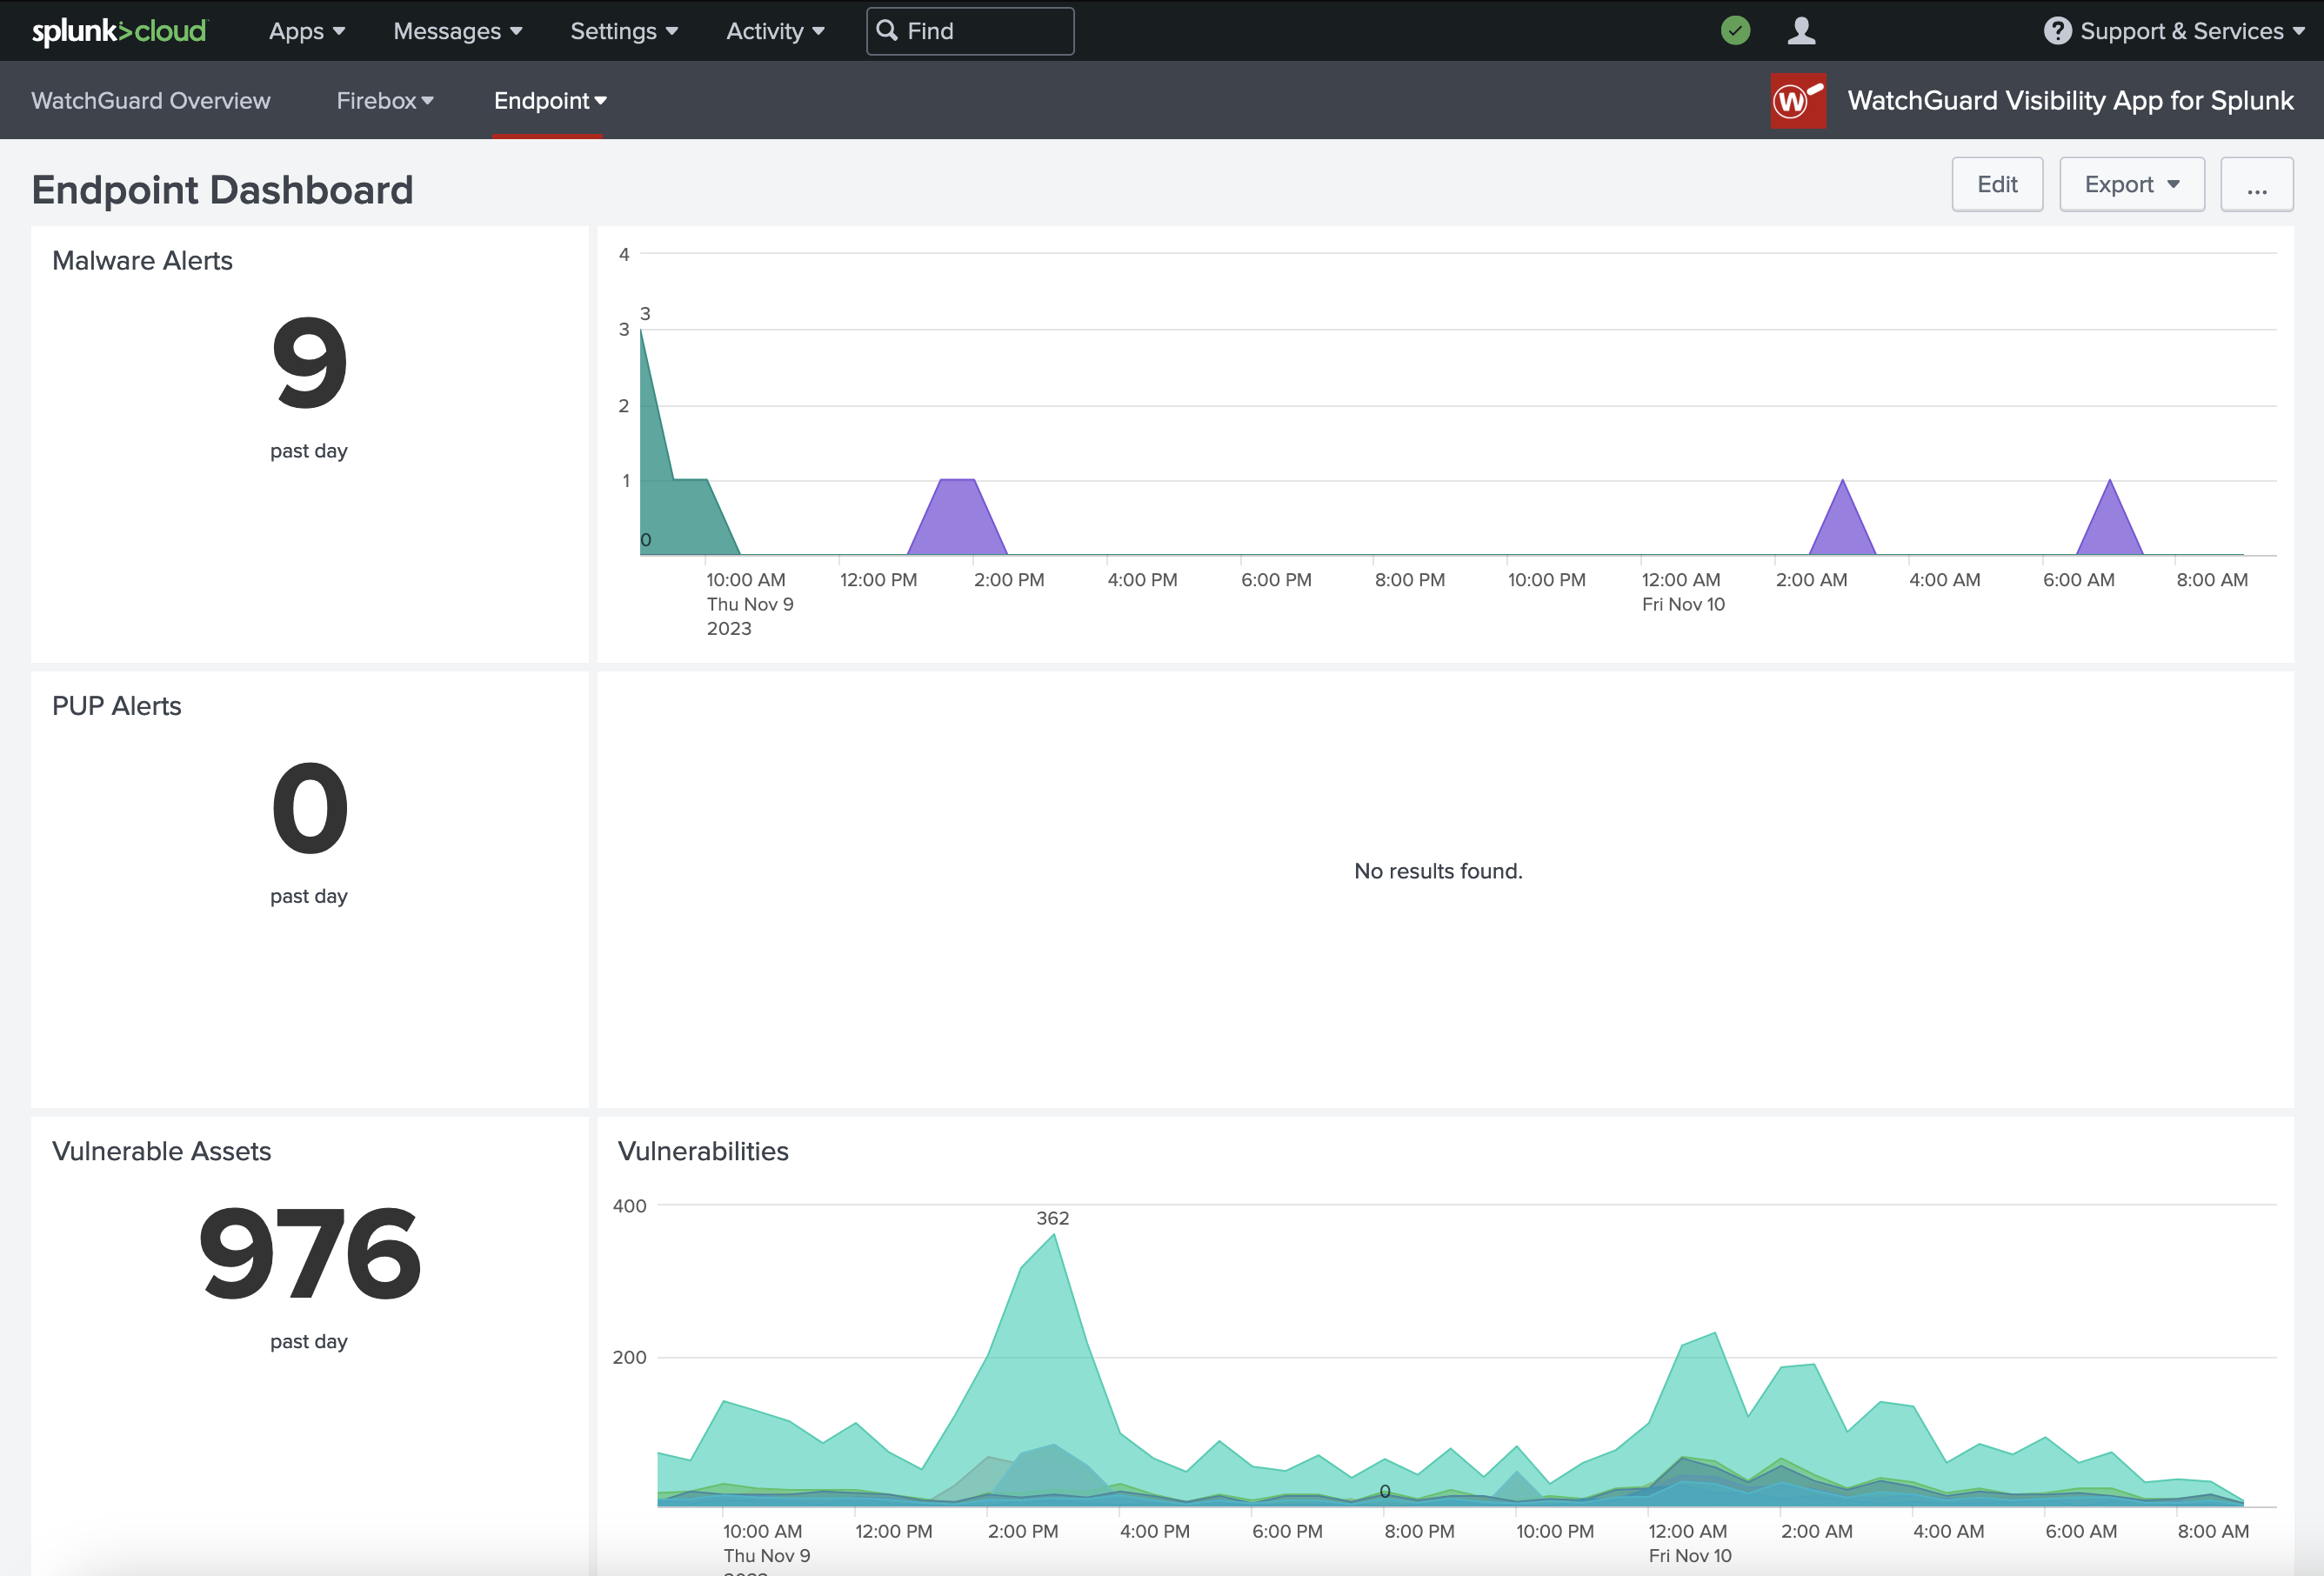 splunk>cloud Apps Messages Settings Activity Find Support & Services
WatchGuard Overview Firebox Endpoint WatchGuard Visibility App for Splunk
Endpoint Dashboard Edit Export ...
Malware Alerts
9
past day
4
3
3
2
1
0
10:00 AM 12:00 PM 2:00 PM 4:00 PM 6:00 PM 8:00 PM 10:00 PM 12:00 AM 2:00 AM 4:00 AM 6:00 AM 8:00 AM
Thu Nov 9 Fri Nov 10
2023
PUP Alerts
0
past day
No results found.
Vulnerable Assets
976
past day
Vulnerabilities
400
362
200
0
10:00 AM 12:00 PM 2:00 PM 4:00 PM 6:00 PM 8:00 PM 10:00 PM 12:00 AM 2:00 AM 4:00 AM 6:00 AM 8:00 AM
Thu Nov 9 Fri Nov 10